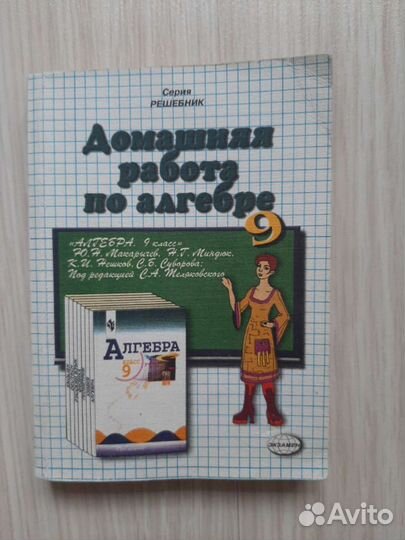 Серия
РЕШЕБНИК
Домашняя
работа
по алгебре
9
«АЛГЕБРА. 9 класс»
Ю.Н. Макарычев, Н.Г. Миндюк,
К.И. Нешков, С.Б. Суворова;
Под редакцией С.А. Теляковского
АЛГЕБРА
класс
9
ЭКЗАМЕН
Avito